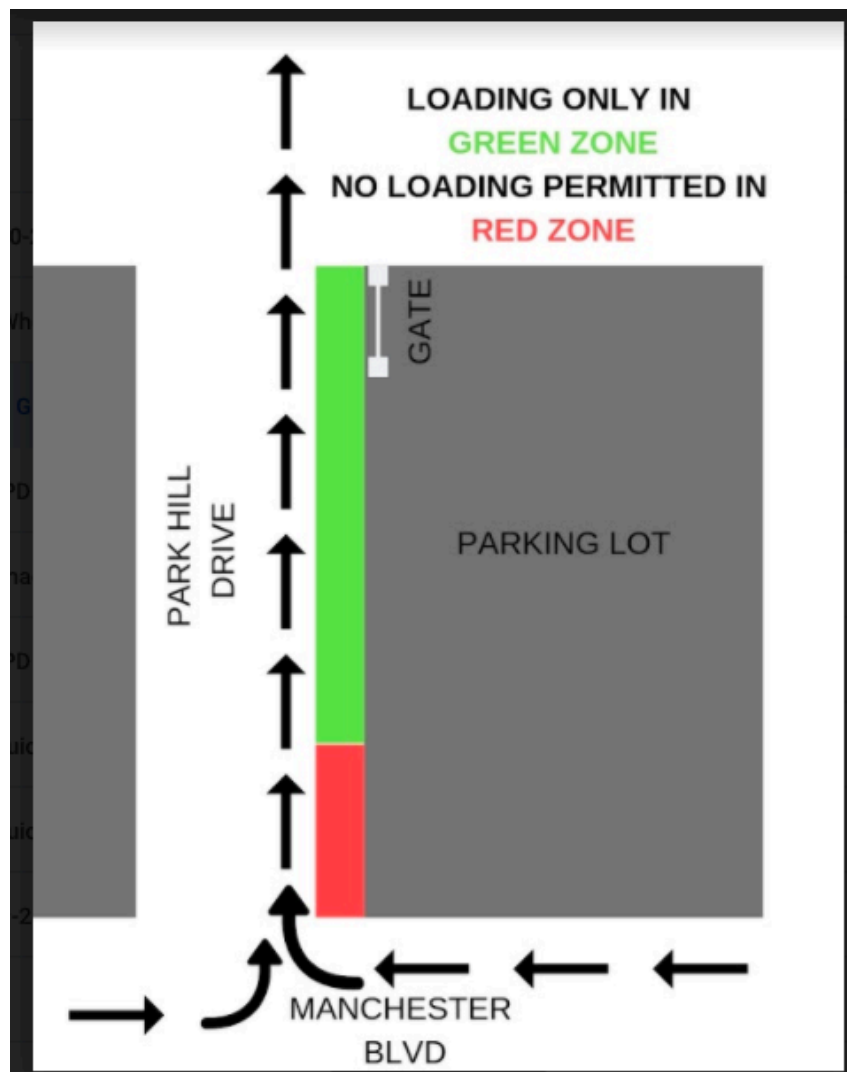 LOADING ONLY IN
GREEN ZONE
NO LOADING PERMITTED IN
RED ZONE
GATE
PARK HILL
DRIVE
PARKING LOT
MANCHESTER
BLVD